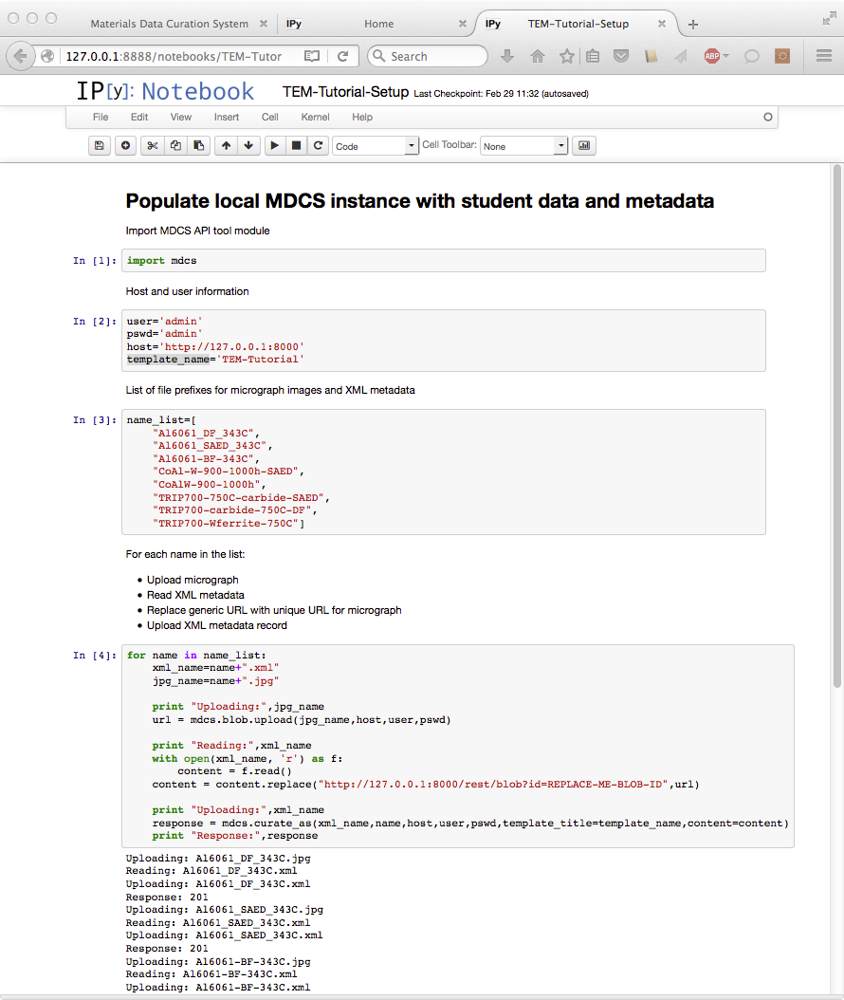 Materials Data Curation System
IPy Home
IPy TEM-Tutorial-Setup
127.0.0.1:8888/notebooks/TEM-Tutor
Search
ABP
IP[y]: Notebook
TEM-Tutorial-Setup Last Checkpoint: Feb 29 11:32 (autosaved)
File Edit View Insert Cell Kernel Help
Code Cell Toolbar: None
Populate local MDCS instance with student data and metadata
Import MDCS API tool module
In [1]: import mdcs
Host and user information
In [2]: user='admin'
pswd='admin'
host='http://127.0.0.1:8000'
template_name='TEM-Tutorial'
List of file prefixes for micrograph images and XML metadata
In [3]: name_list=[
"Al6061_DF_343C",
"Al6061_SAED_343C",
"Al6061-BF-343C",
"CoAl-W-900-1000h-SAED",
"CoAlW-900-1000h",
"TRIP700-750C-carbide-SAED",
"TRIP700-carbide-750C-DF",
"TRIP700-Wferrite-750C"]
For each name in the list:
• Upload micrograph
• Read XML metadata
• Replace generic URL with unique URL for micrograph
• Upload XML metadata record
In [4]: for name in name_list:
xml_name=name+".xml"
jpg_name=name+".jpg"
print "Uploading:",jpg_name
url = mdcs.blob.upload(jpg_name,host,user,pswd)
print "Reading:",xml_name
with open(xml_name, 'r') as f:
content = f.read()
content = content.replace("http://127.0.0.1:8000/rest/blob?id=REPLACE-ME-BLOB-ID",url)
print "Uploading:",xml_name
response = mdcs.curate_as(xml_name,name,host,user,pswd,template_title=template_name,content=content)
print "Response:",response
Uploading: Al6061_DF_343C.jpg
Reading: Al6061_DF_343C.xml
Uploading: Al6061_DF_343C.xml
Response: 201
Uploading: Al6061_SAED_343C.jpg
Reading: Al6061_SAED_343C.xml
Uploading: Al6061_SAED_343C.xml
Response: 201
Uploading: Al6061-BF-343C.jpg
Reading: Al6061-BF-343C.xml
Uploading: Al6061-BF-343C.xml